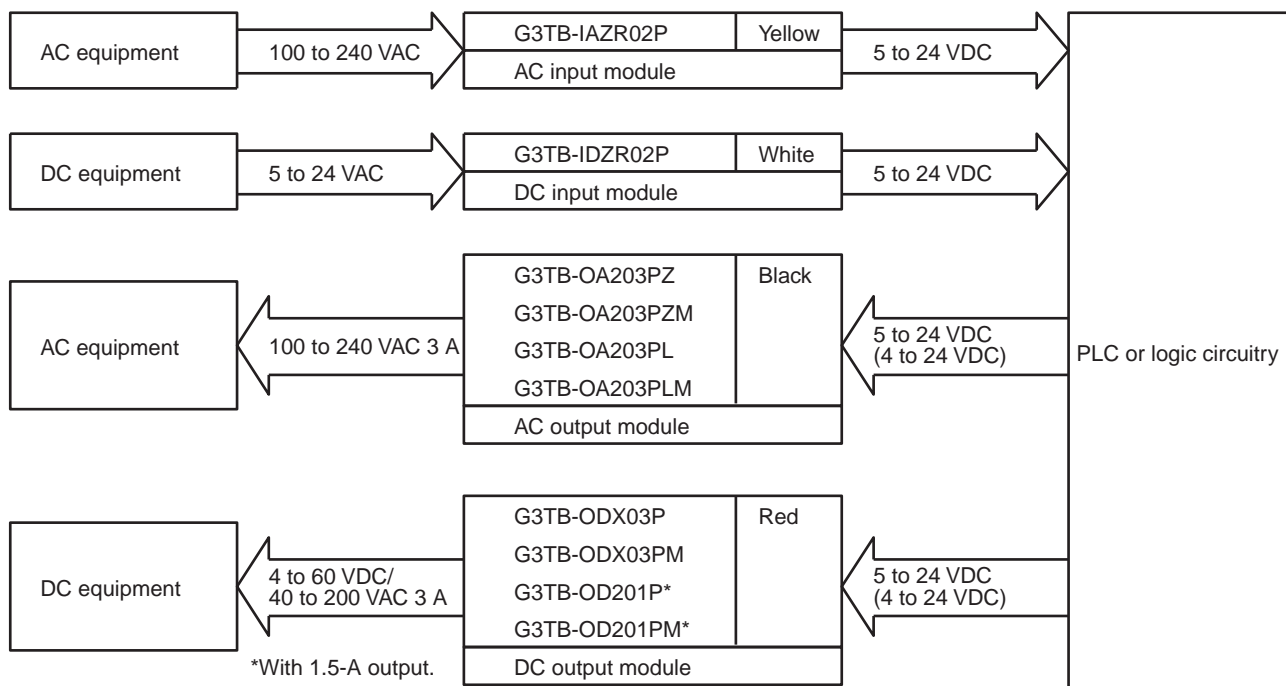 AC equipment
100 to 240 VAC
G3TB-IAZR02P
Yellow
AC input module
5 to 24 VDC
DC equipment
5 to 24 VAC
G3TB-IDZR02P
White
DC input module
5 to 24 VDC
AC equipment
100 to 240 VAC 3 A
G3TB-OA203PZ
G3TB-OA203PZM
G3TB-OA203PL
G3TB-OA203PLM
Black
AC output module
5 to 24 VDC
(4 to 24 VDC)
PLC or logic circuitry
DC equipment
4 to 60 VDC/
40 to 200 VAC 3 A
*With 1.5-A output.
G3TB-ODX03P
G3TB-ODX03PM
G3TB-OD201P*
G3TB-OD201PM*
Red
DC output module
5 to 24 VDC
(4 to 24 VDC)